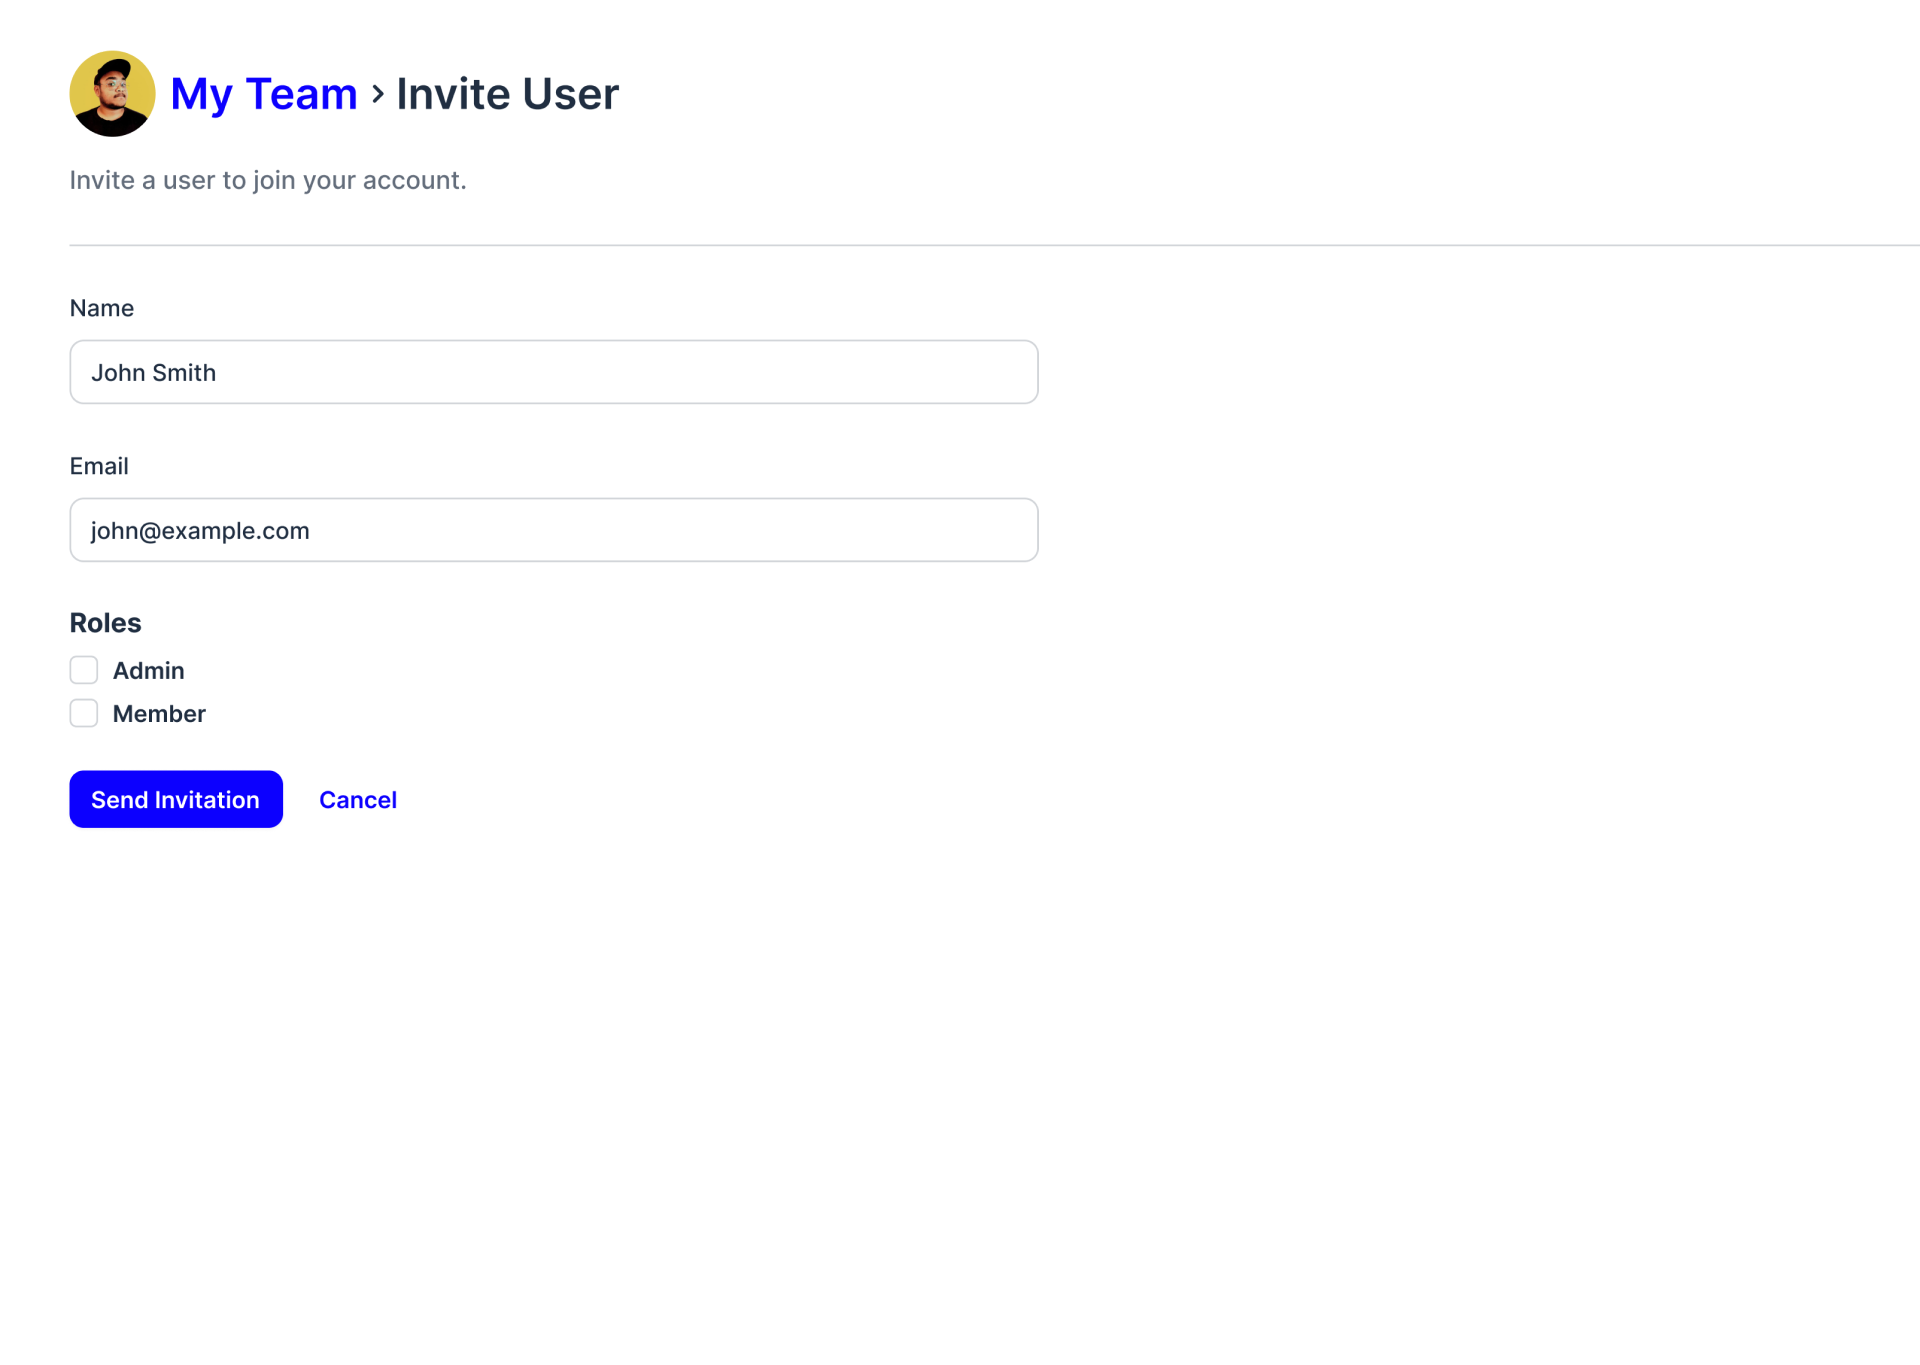 My Team › Invite User
Invite a user to join your account.
Name
John Smith
Email
john@example.com
Roles
Admin
Member
Send Invitation Cancel